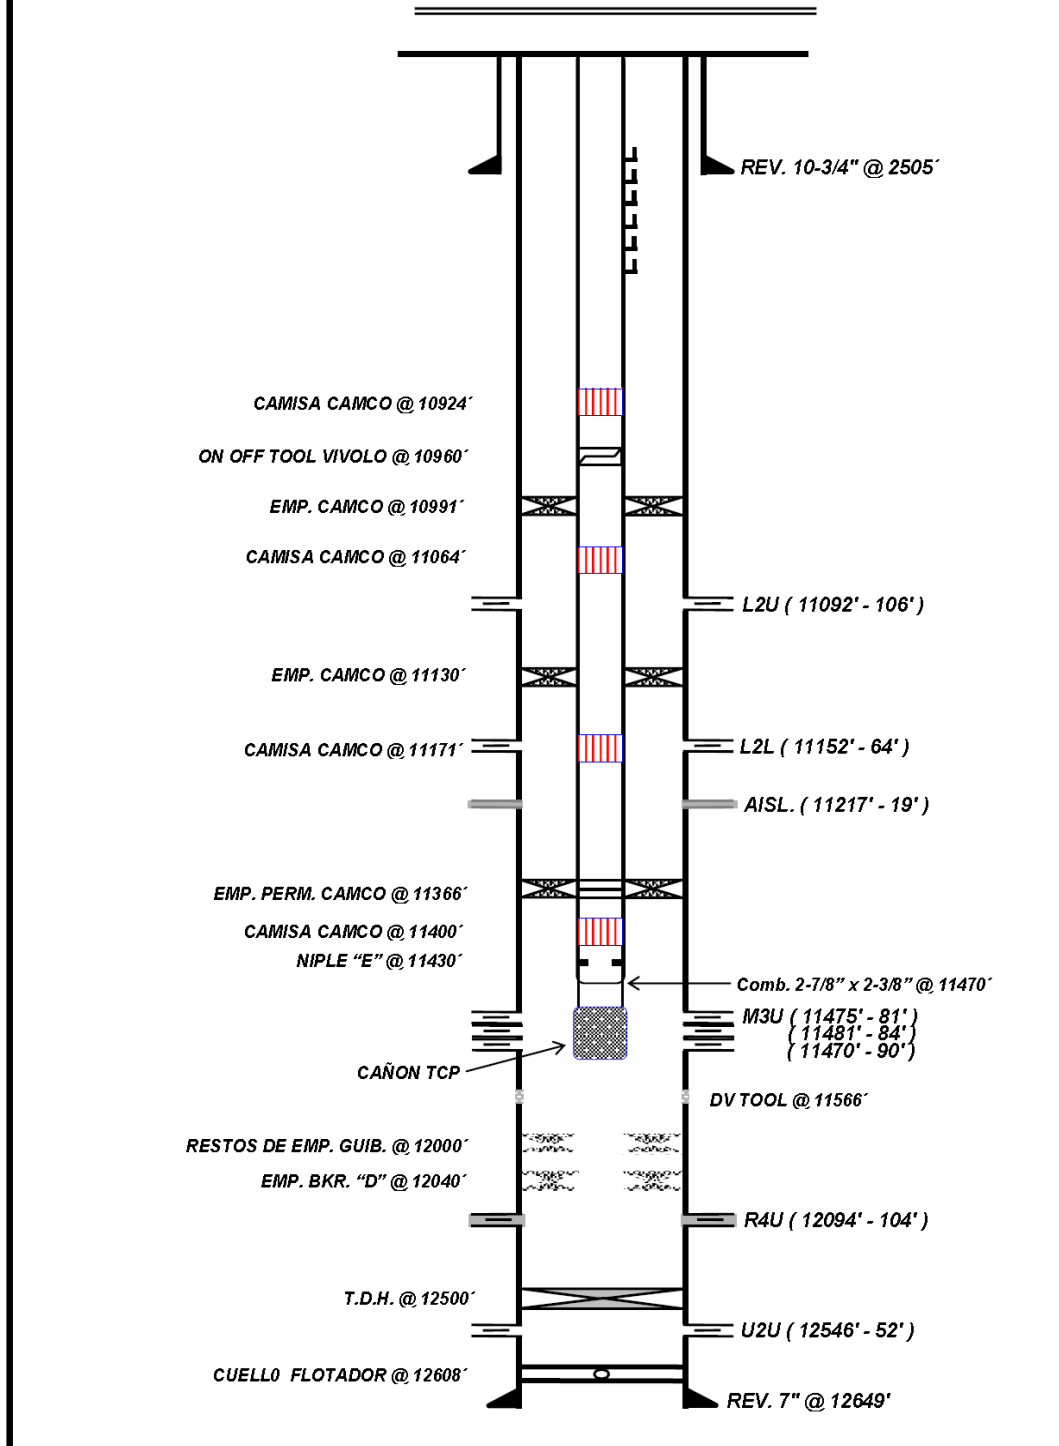 REV. 10-3/4" @ 2505´
CAMISA CAMCO @ 10924´
ON OFF TOOL VIVOLO @ 10960´
EMP. CAMCO @ 10991´
CAMISA CAMCO @ 11064´
L2U ( 11092' - 106' )
EMP. CAMCO @ 11130´
CAMISA CAMCO @ 11171´
L2L ( 11152' - 64' )
AISL. ( 11217' - 19' )
EMP. PERM. CAMCO @ 11366´
CAMISA CAMCO @ 11400´
NIPLE “E” @ 11430´
Comb. 2-7/8” x 2-3/8” @ 11470´
M3U ( 11475' - 81' )
( 11481' - 84' )
( 11470' - 90' )
CAÑON TCP
DV TOOL @ 11566´
RESTOS DE EMP. GUIB. @ 12000´
EMP. BKR. “D” @ 12040´
R4U ( 12094' - 104' )
T.D.H. @ 12500´
U2U ( 12546' - 52' )
CUELL0 FLOTADOR @ 12608´
REV. 7" @ 12649'